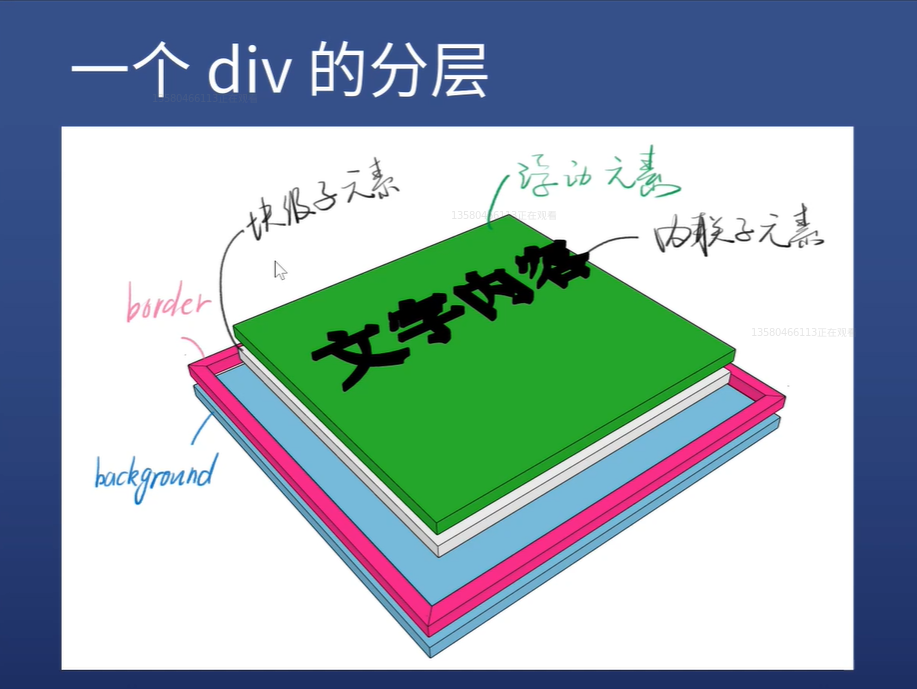 一个 div 的分层
13580466113正在观看
块级子元素
浮动元素
13580466113正在观看
内联子元素
文字内容
border
13580466113正在观看
background